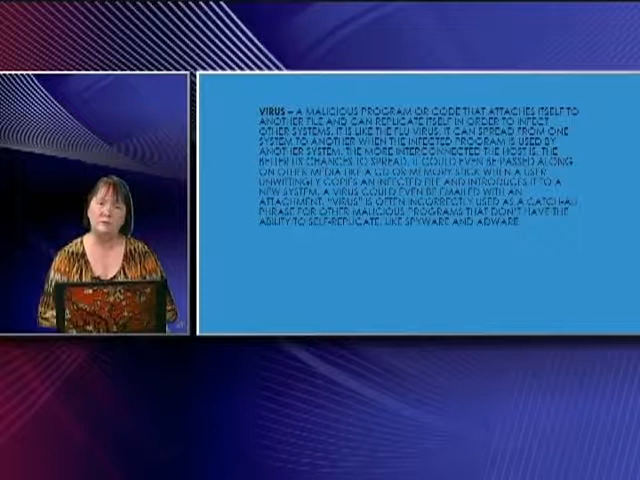 VIRUS – A MALICIOUS PROGRAM OR CODE THAT ATTACHES ITSELF TO
ANOTHER FILE AND CAN REPLICATE ITSELF IN ORDER TO INFECT
OTHER SYSTEMS. IT IS LIKE THE FLU VIRUS. IT CAN SPREAD FROM ONE
SYSTEM TO ANOTHER WHEN THE INFECTED PROGRAM IS USED BY
ANOTHER SYSTEM. THE MORE INTERCONNECTED THE HOST IS, THE
BETTER ITS CHANCES TO SPREAD. IT COULD EVEN BE PASSED ALONG
ON OTHER MEDIA LIKE A CD OR MEMORY STICK WHEN A USER
UNWITTINGLY COPIES AN INFECTED FILE AND INTRODUCES IT TO A
NEW SYSTEM. A VIRUS COULD EVEN BE EMAILED WITH AN
ATTACHMENT. "VIRUS" IS OFTEN INCORRECTLY USED AS A CATCH-ALL
PHRASE FOR OTHER MALICIOUS PROGRAMS THAT DON'T HAVE THE
ABILITY TO SELF-REPLICATE, LIKE SPYWARE AND ADWARE.